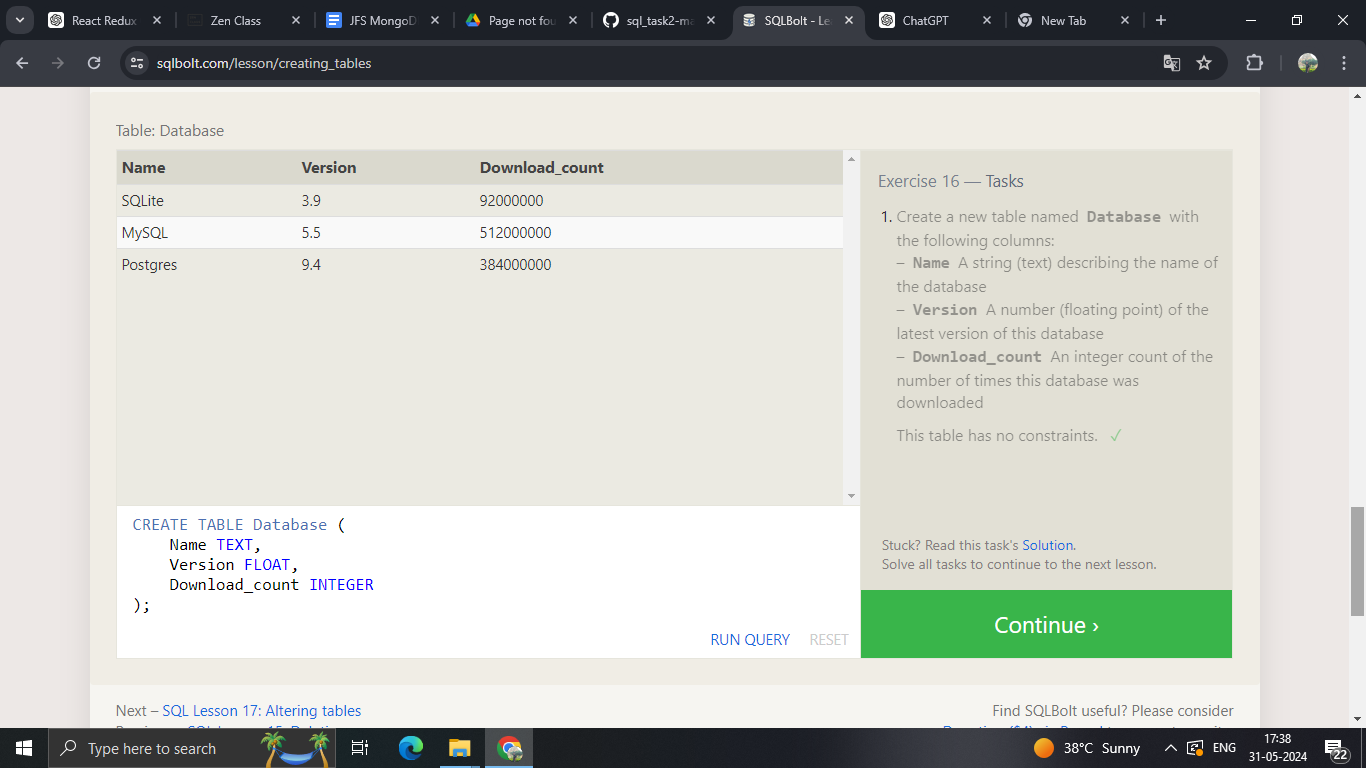 React Redux
Zen Class
JFS MongoD
Page not fou
sql_task2-ma
SQLBolt - Le
ChatGPT
New Tab
sqlbolt.com/lesson/creating_tables
Table: Database
Name Version Download_count
SQLite 3.9 92000000
MySQL 5.5 512000000
Postgres 9.4 384000000
CREATE TABLE Database (
Name TEXT,
Version FLOAT,
Download_count INTEGER
);
RUN QUERY RESET
Exercise 16 — Tasks
1. Create a new table named Database with
the following columns:
– Name A string (text) describing the name of
the database
– Version A number (floating point) of the
latest version of this database
– Download_count An integer count of the
number of times this database was
downloaded
This table has no constraints. ✓
Stuck? Read this task's Solution.
Solve all tasks to continue to the next lesson.
Continue ›
Next – SQL Lesson 17: Altering tables
Find SQLBolt useful? Please consider
Type here to search
38°C Sunny
ENG
17:38
31-05-2024
22